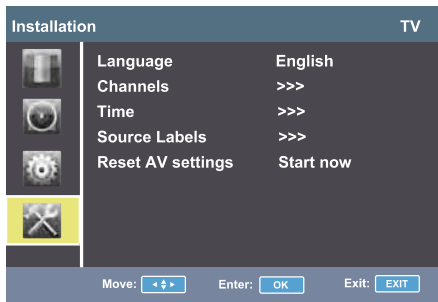 Installation TV
Language English
Channels >>>
Time >>>
Source Labels >>>
Reset AV settings Start now
Move: Enter: OK Exit: EXIT